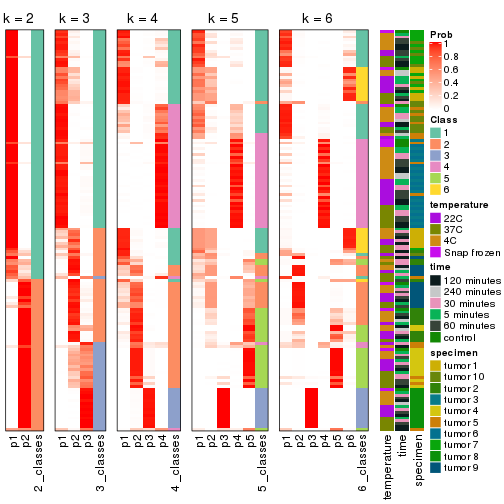 k = 2
k = 3
k = 4
k = 5
k = 6
p1
p2
2_classes
p1
p2
p3
3_classes
p1
p2
p3
p4
4_classes
p1
p2
p3
p4
p5
5_classes
p1
p2
p3
p4
p5
p6
6_classes
temperature
time
specimen
Prob
1
0.8
0.6
0.4
0.2
0
Class
1
2
3
4
5
6
temperature
22C
37C
4C
Snap frozen
time
120 minutes
240 minutes
30 minutes
5 minutes
60 minutes
control
specimen
tumor 1
tumor 10
tumor 2
tumor 3
tumor 4
tumor 5
tumor 6
tumor 7
tumor 8
tumor 9